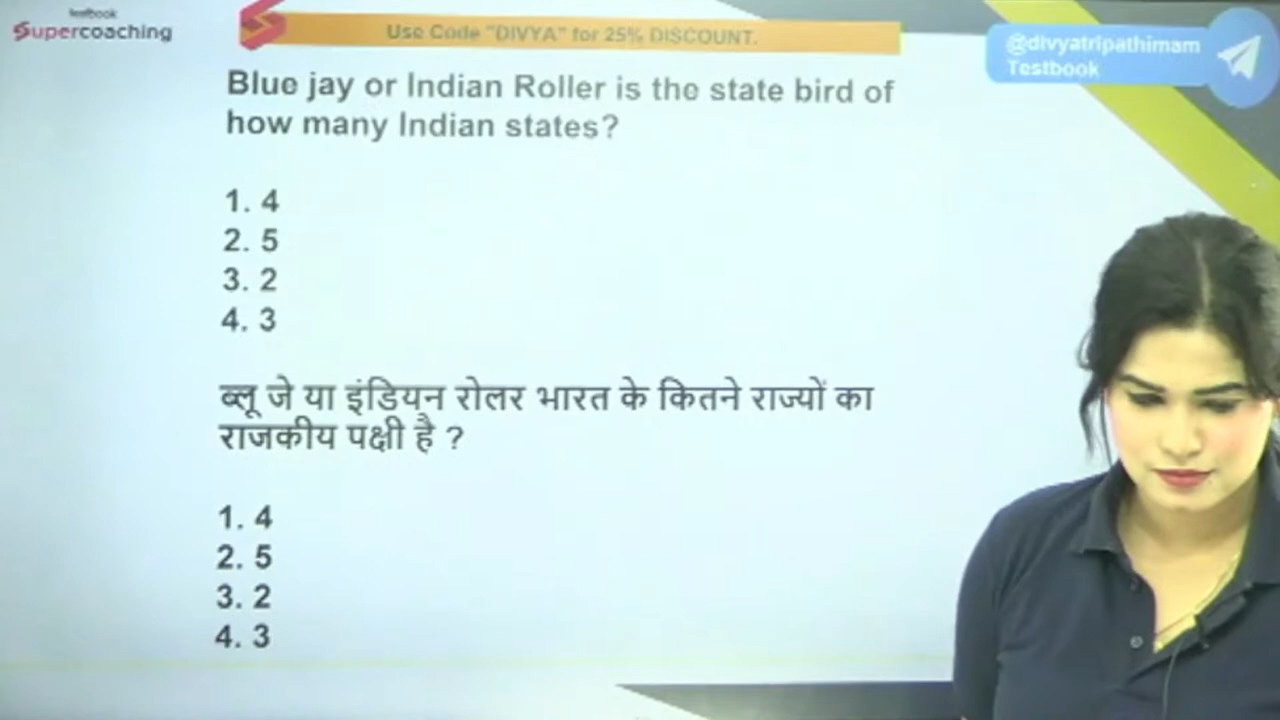 testbook
Supercoaching
Use Code "DIVYA" for 25% DISCOUNT.
@divyatripathimam
Testbook
Blue jay or Indian Roller is the state bird of
how many Indian states?
1. 4
2. 5
3. 2
4. 3
ब्लू जे या इंडियन रोलर भारत के कितने राज्यों का
राजकीय पक्षी है ?
1. 4
2. 5
3. 2
4. 3